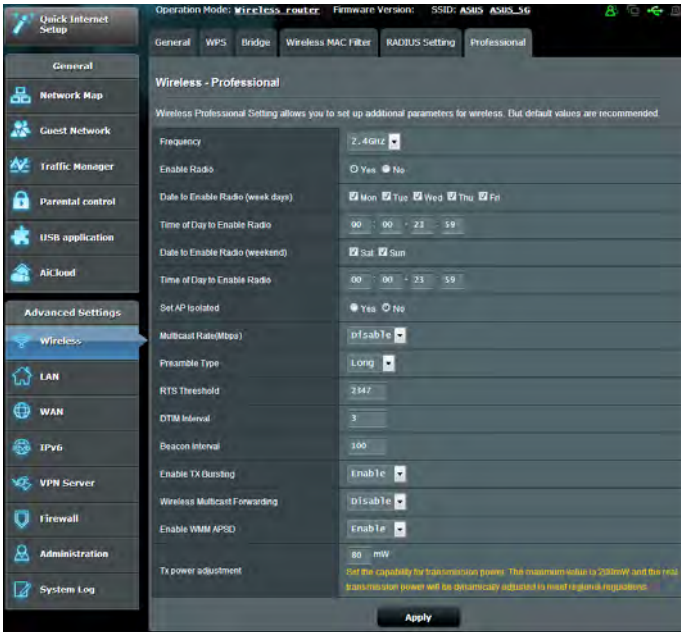 Quick Internet
Setup
Operation Mode: Wireless router Firmware Version: SSID: ASUS ASUS_5G
General WPS Bridge Wireless MAC Filter RADIUS Setting Professional
General
Network Map
Guest Network
Traffic Manager
Parental control
USB application
AiCloud
Advanced Settings
Wireless
LAN
WAN
IPv6
VPN Server
Firewall
Administration
System Log
Wireless - Professional
Wireless Professional Setting allows you to set up additional parameters for wireless. But default values are recommended.
Frequency 2.4GHz
Enable Radio Yes No
Date to Enable Radio (week days) Mon Tue Wed Thu Fri
Time of Day to Enable Radio 00 : 00 - 23 59
Date to Enable Radio (weekend) Sat Sun
Time of Day to Enable Radio 00 00 - 23 59
Set AP Isolated Yes No
Multicast Rate(Mbps) Disable
Preamble Type Long
RTS Threshold 2347
DTIM Interval 3
Beacon Interval 100
Enable TX Bursting Enable
Wireless Multicast Forwarding Disable
Enable WMM APSD Enable
Tx power adjustment 80 mW
Set the capability for transmission power. The maximum value is 200mW and the real
transmission power will be dynamically adjusted to meet regional regulations
Apply